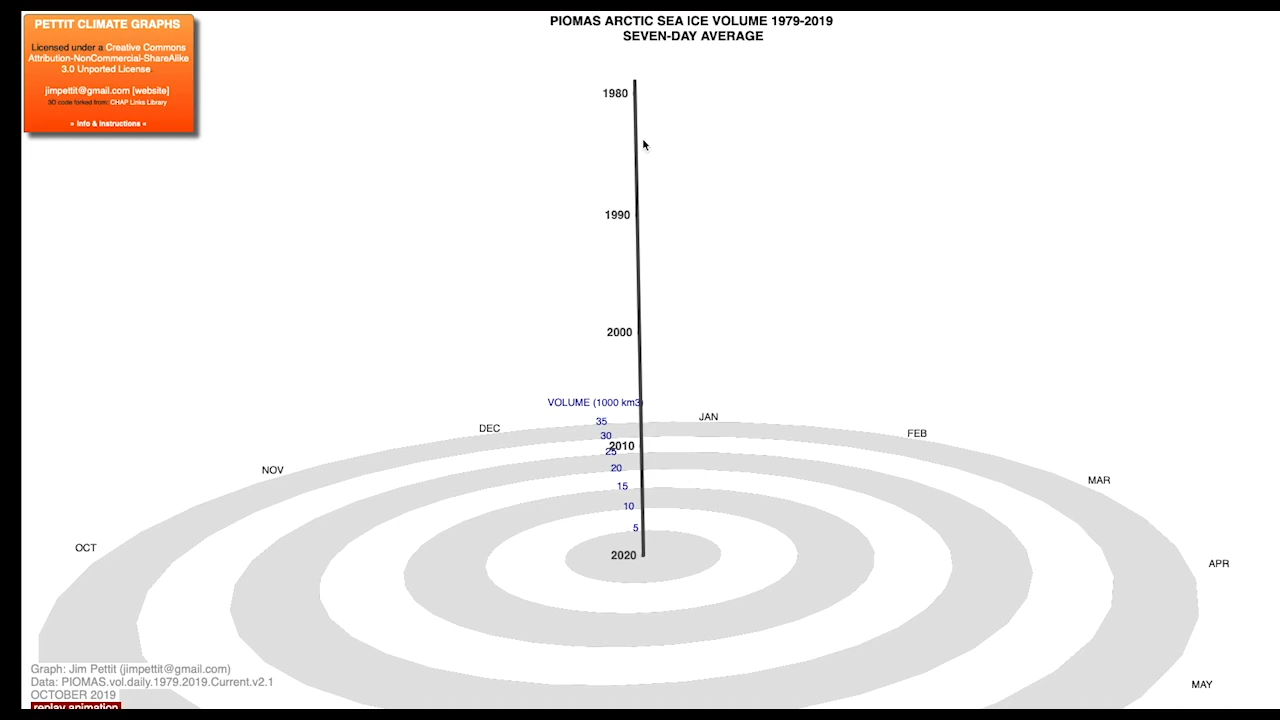 PETTIT CLIMATE GRAPHS
Licensed under a Creative Commons
Attribution-NonCommercial-ShareAlike
3.0 Unported License
jimpettit@gmail.com [website]
3D code forked from: CHAP Links Library
« Info & Instructions »
PIOMAS ARCTIC SEA ICE VOLUME 1979-2019
SEVEN-DAY AVERAGE
1980
1990
2000
VOLUME (1000 km3)
35
30
2010
25
20
15
10
5
2020
JAN
FEB
MAR
APR
MAY
OCT
NOV
DEC
Graph: Jim Pettit (jimpettit@gmail.com)
Data: PIOMAS.vol.daily.1979.2019.Current.v2.1
OCTOBER 2019
replay animation